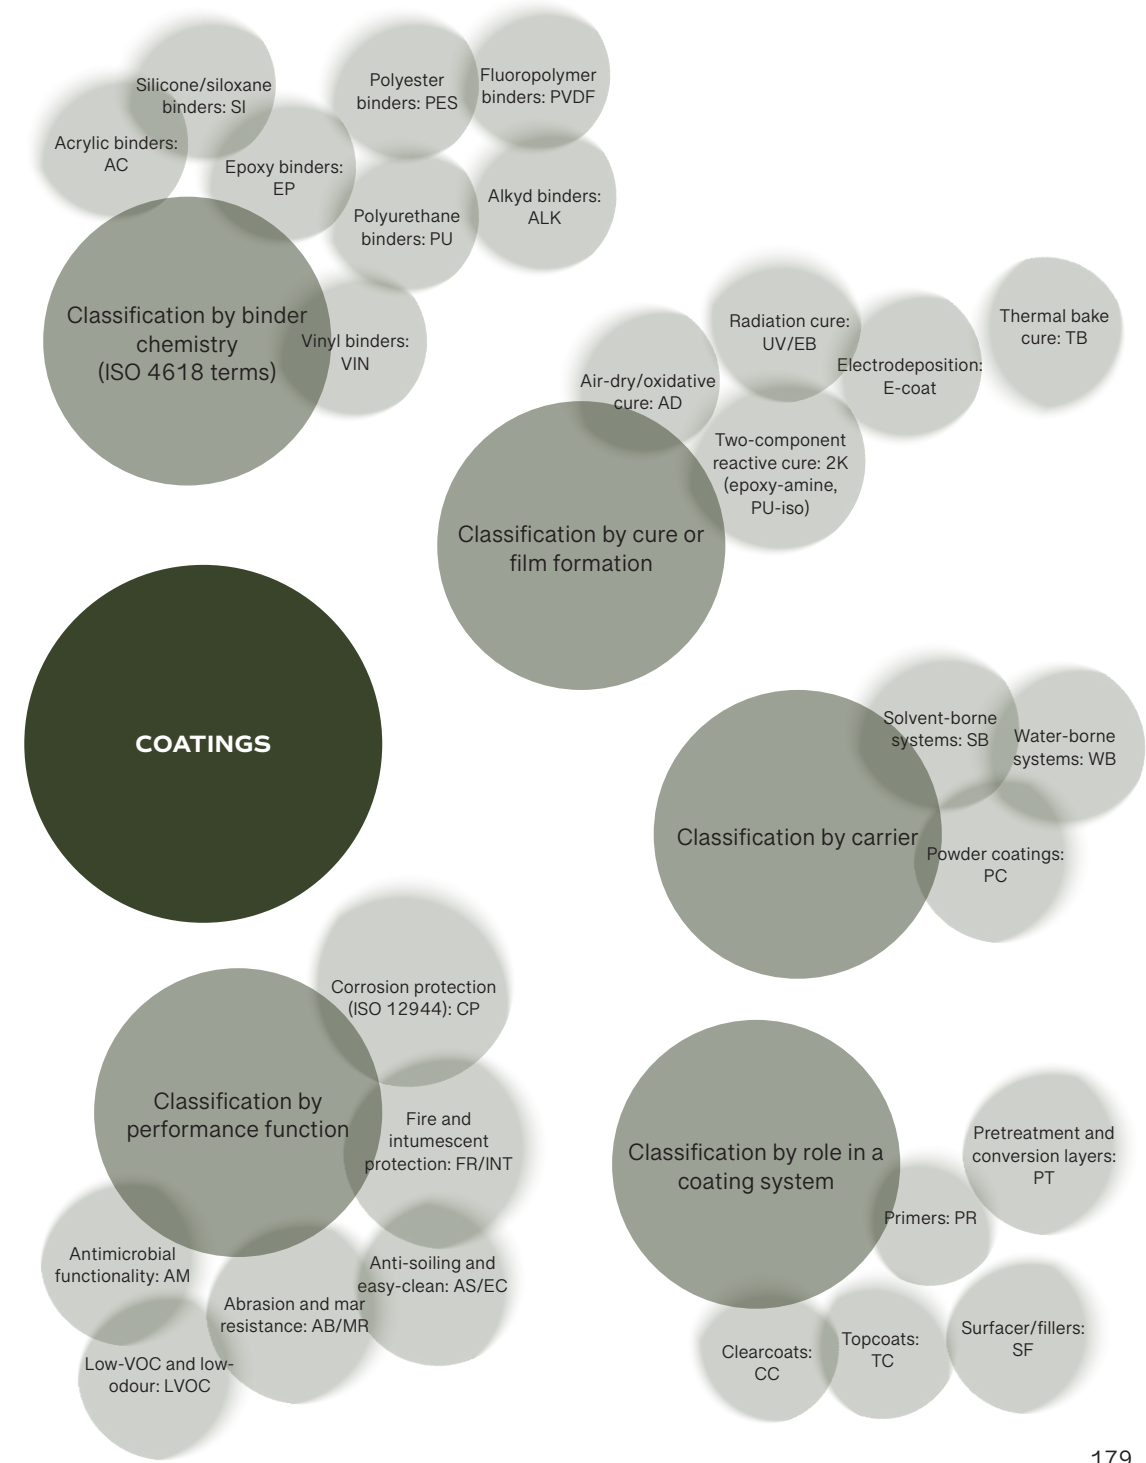 Silicone/siloxane
binders: SI
Polyester
binders: PES
Fluoropolymer
binders: PVDF
Acrylic binders:
AC
Epoxy binders:
EP
Polyurethane
binders: PU
Alkyd binders:
ALK
Classification by binder
chemistry
(ISO 4618 terms)
Vinyl binders:
VIN
Radiation cure:
UV/EB
Thermal bake
cure: TB
Air-dry/oxidative
cure: AD
Electrodeposition:
E-coat
Two-component
reactive cure: 2K
(epoxy-amine,
PU-iso)
Classification by cure or
film formation
COATINGS
Solvent-borne
systems: SB
Water-borne
systems: WB
Classification by carrier
Powder coatings:
PC
Corrosion protection
(ISO 12944): CP
Classification by
performance function
Fire and
intumescent
protection: FR/INT
Antimicrobial
functionality: AM
Anti-soiling and
easy-clean: AS/EC
Abrasion and mar
resistance: AB/MR
Low-VOC and low-
odour: LVOC
Classification by role in a
coating system
Pretreatment and
conversion layers:
PT
Primers: PR
Clearcoats:
CC
Topcoats:
TC
Surfacer/fillers:
SF
179